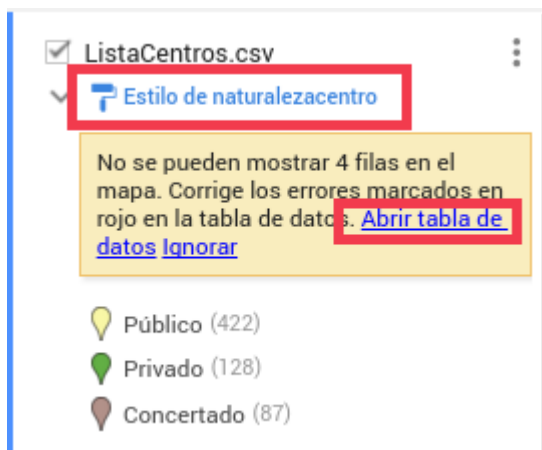 ListaCentros.csv
Estilo de naturalezacentro
No se pueden mostrar 4 filas en el
mapa. Corrige los errores marcados en
rojo en la tabla de datos. Abrir tabla de
datos Ignorar
Público (422)
Privado (128)
Concertado (87)